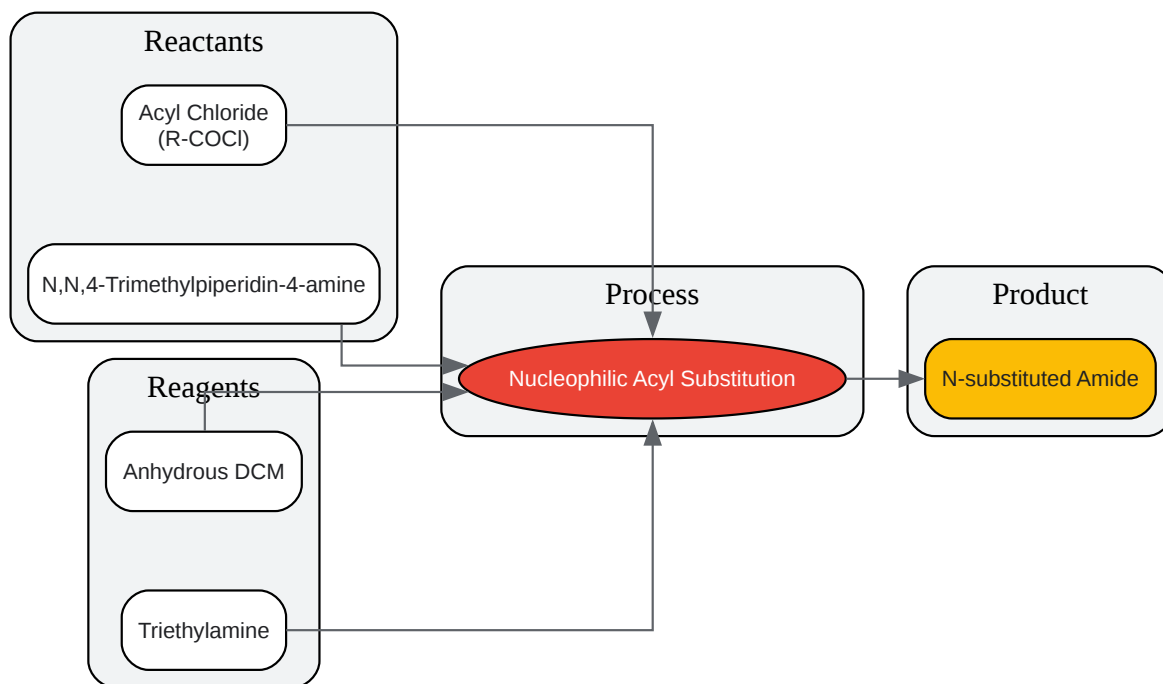 Reactants
Acyl Chloride
(R-COCl)
N,N,4-Trimethylpiperidin-4-amine
Reagents
Anhydrous DCM
Triethylamine
Process
Nucleophilic Acyl Substitution
Product
N-substituted Amide